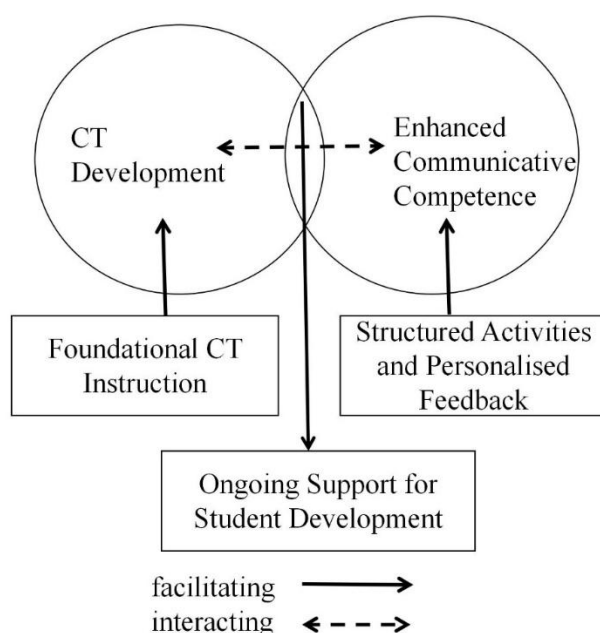 CT
Development
Enhanced
Communicative
Competence
Foundational CT
Instruction
Structured Activities
and Personalised
Feedback
Ongoing Support for
Student Development
facilitating
interacting